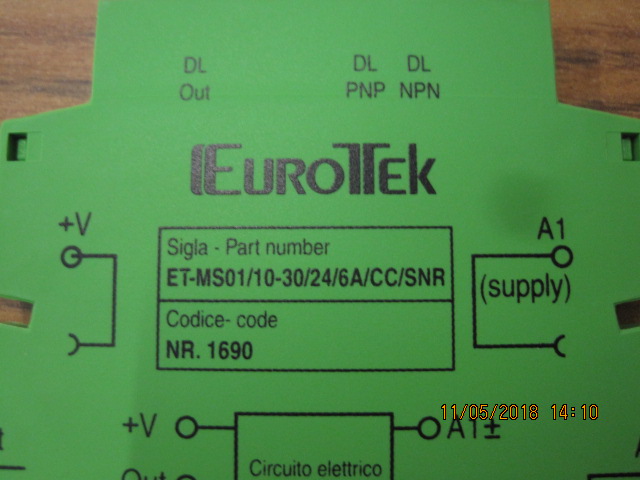 DL DL DL
Out PNP NPN
EUROTEK
+V A1
Sigla - Part number
ET-MS01/10-30/24/6A/CC/SNR
(supply)
Codice- code
NR. 1690
11/05/2018 14:10
+V A1±
Circuito elettrico
Out